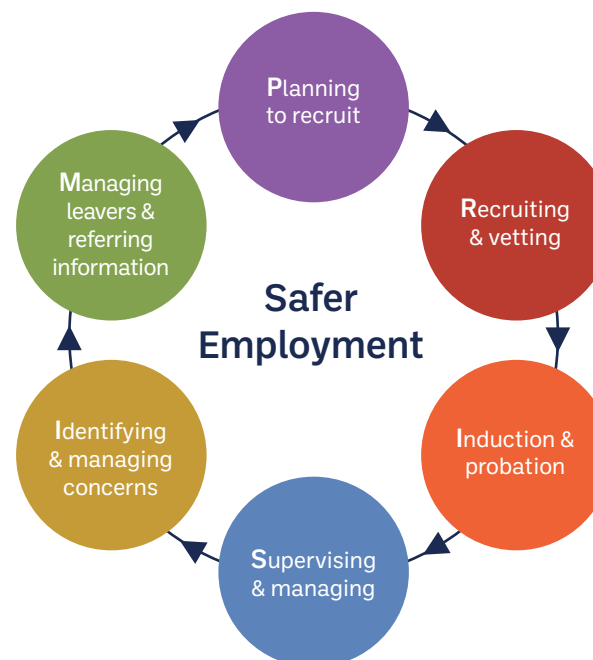 Planning
to recruit
Recruiting
& vetting
Induction &
probation
Supervising
& managing
Identifying
& managing
concerns
Managing
leavers &
referring
information
Safer
Employment